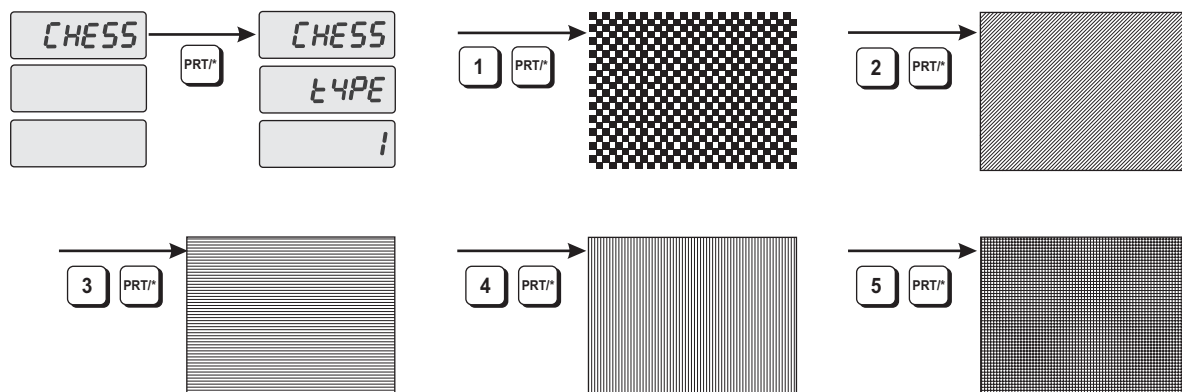 CHESS
PRT/*
CHESS
tYPE
1
1 PRT/*
2 PRT/*
3 PRT/*
4 PRT/*
5 PRT/*